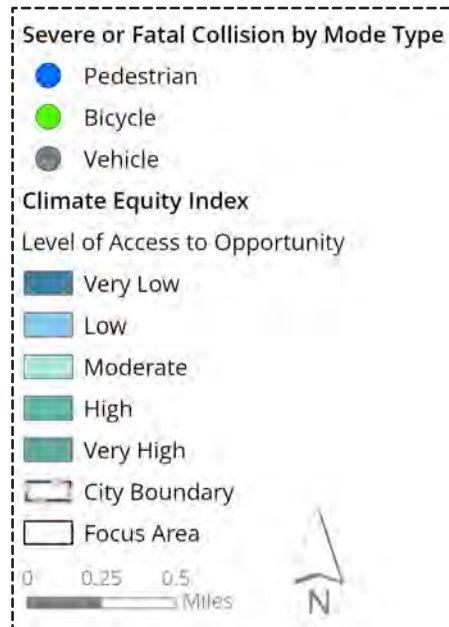 Severe or Fatal Collision by Mode Type
Pedestrian
Bicycle
Vehicle
Climate Equity Index
Level of Access to Opportunity
Very Low
Low
Moderate
High
Very High
City Boundary
Focus Area
0 0.25 0.5
Miles
N